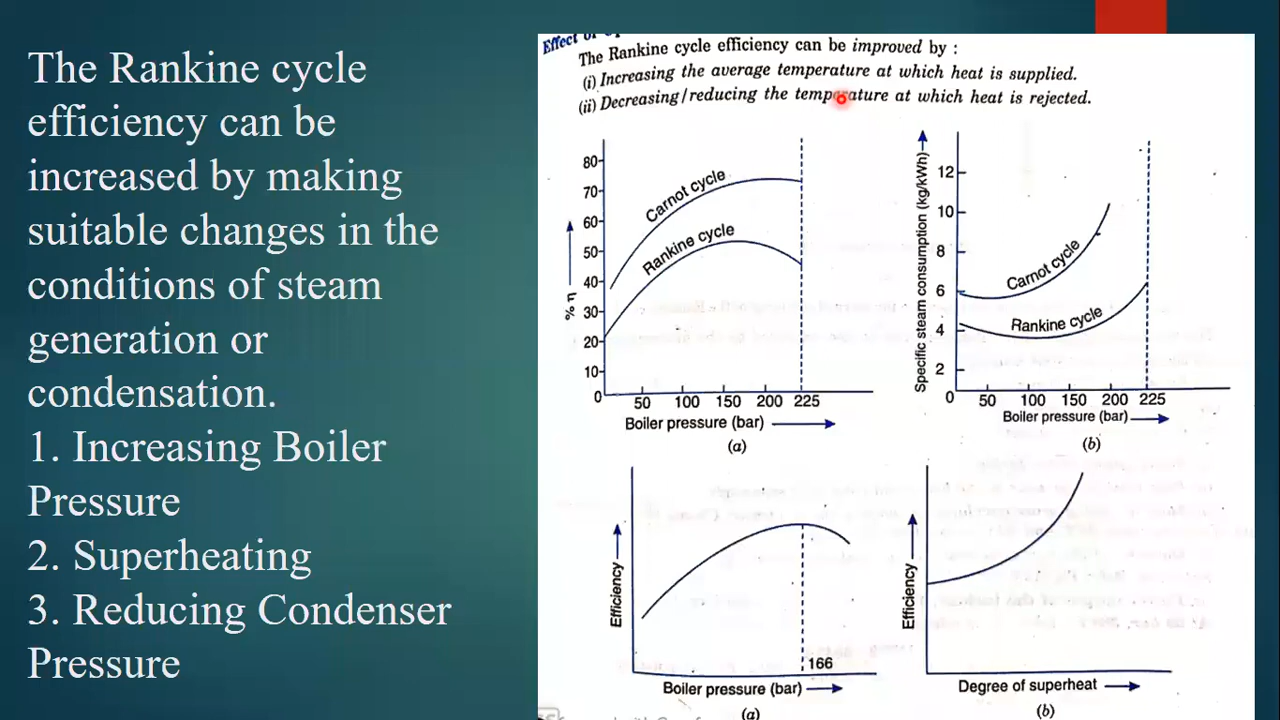 The Rankine cycle
efficiency can be
increased by making
suitable changes in the
conditions of steam
generation or
condensation.
1. Increasing Boiler
Pressure
2. Superheating
3. Reducing Condenser
Pressure
Effect of
The Rankine cycle efficiency can be improved by :
(i) Increasing the average temperature at which heat is supplied.
(ii) Decreasing/reducing the temperature at which heat is rejected.
80
70
60
50
40
30
20
10
% η
Carnot cycle
Rankine cycle
0 50 100 150 200 225
Boiler pressure (bar)
(a)
Specific steam consumption (kg/kWh)
12
10
8
6
4
2
Carnot cycle
Rankine cycle
0 50 100 150 200 225
Boiler pressure (bar)
(b)
Efficiency
166
Boiler pressure (bar)
(a)
Efficiency
Degree of superheat
(b)